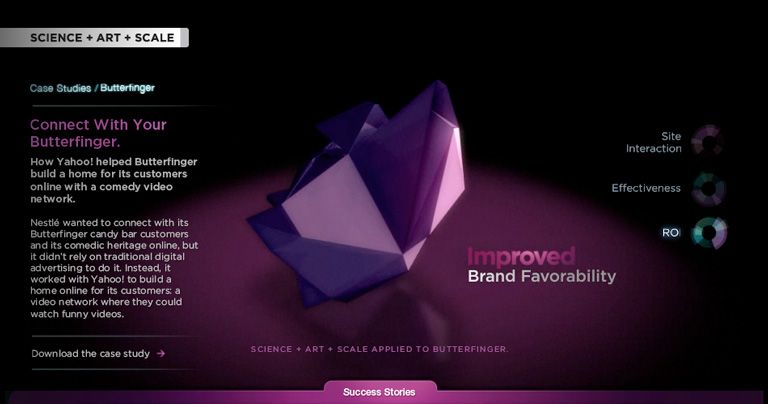 SCIENCE + ART + SCALE
Case Studies / Butterfinger
Connect With Your
Butterfinger.
How Yahoo! helped Butterfinger
build a home for its customers
online with a comedy video
network.
Nestlé wanted to connect with its
Butterfinger candy bar customers
and its comedic heritage online, but
it didn't rely on traditional digital
advertising to do it. Instead, it
worked with Yahoo! to build a
home online for its customers: a
video network where they could
watch funny videos.
Download the case study →
Site
Interaction
Effectiveness
ROI
Improved
Brand Favorability
SCIENCE + ART + SCALE APPLIED TO BUTTERFINGER.
Success Stories